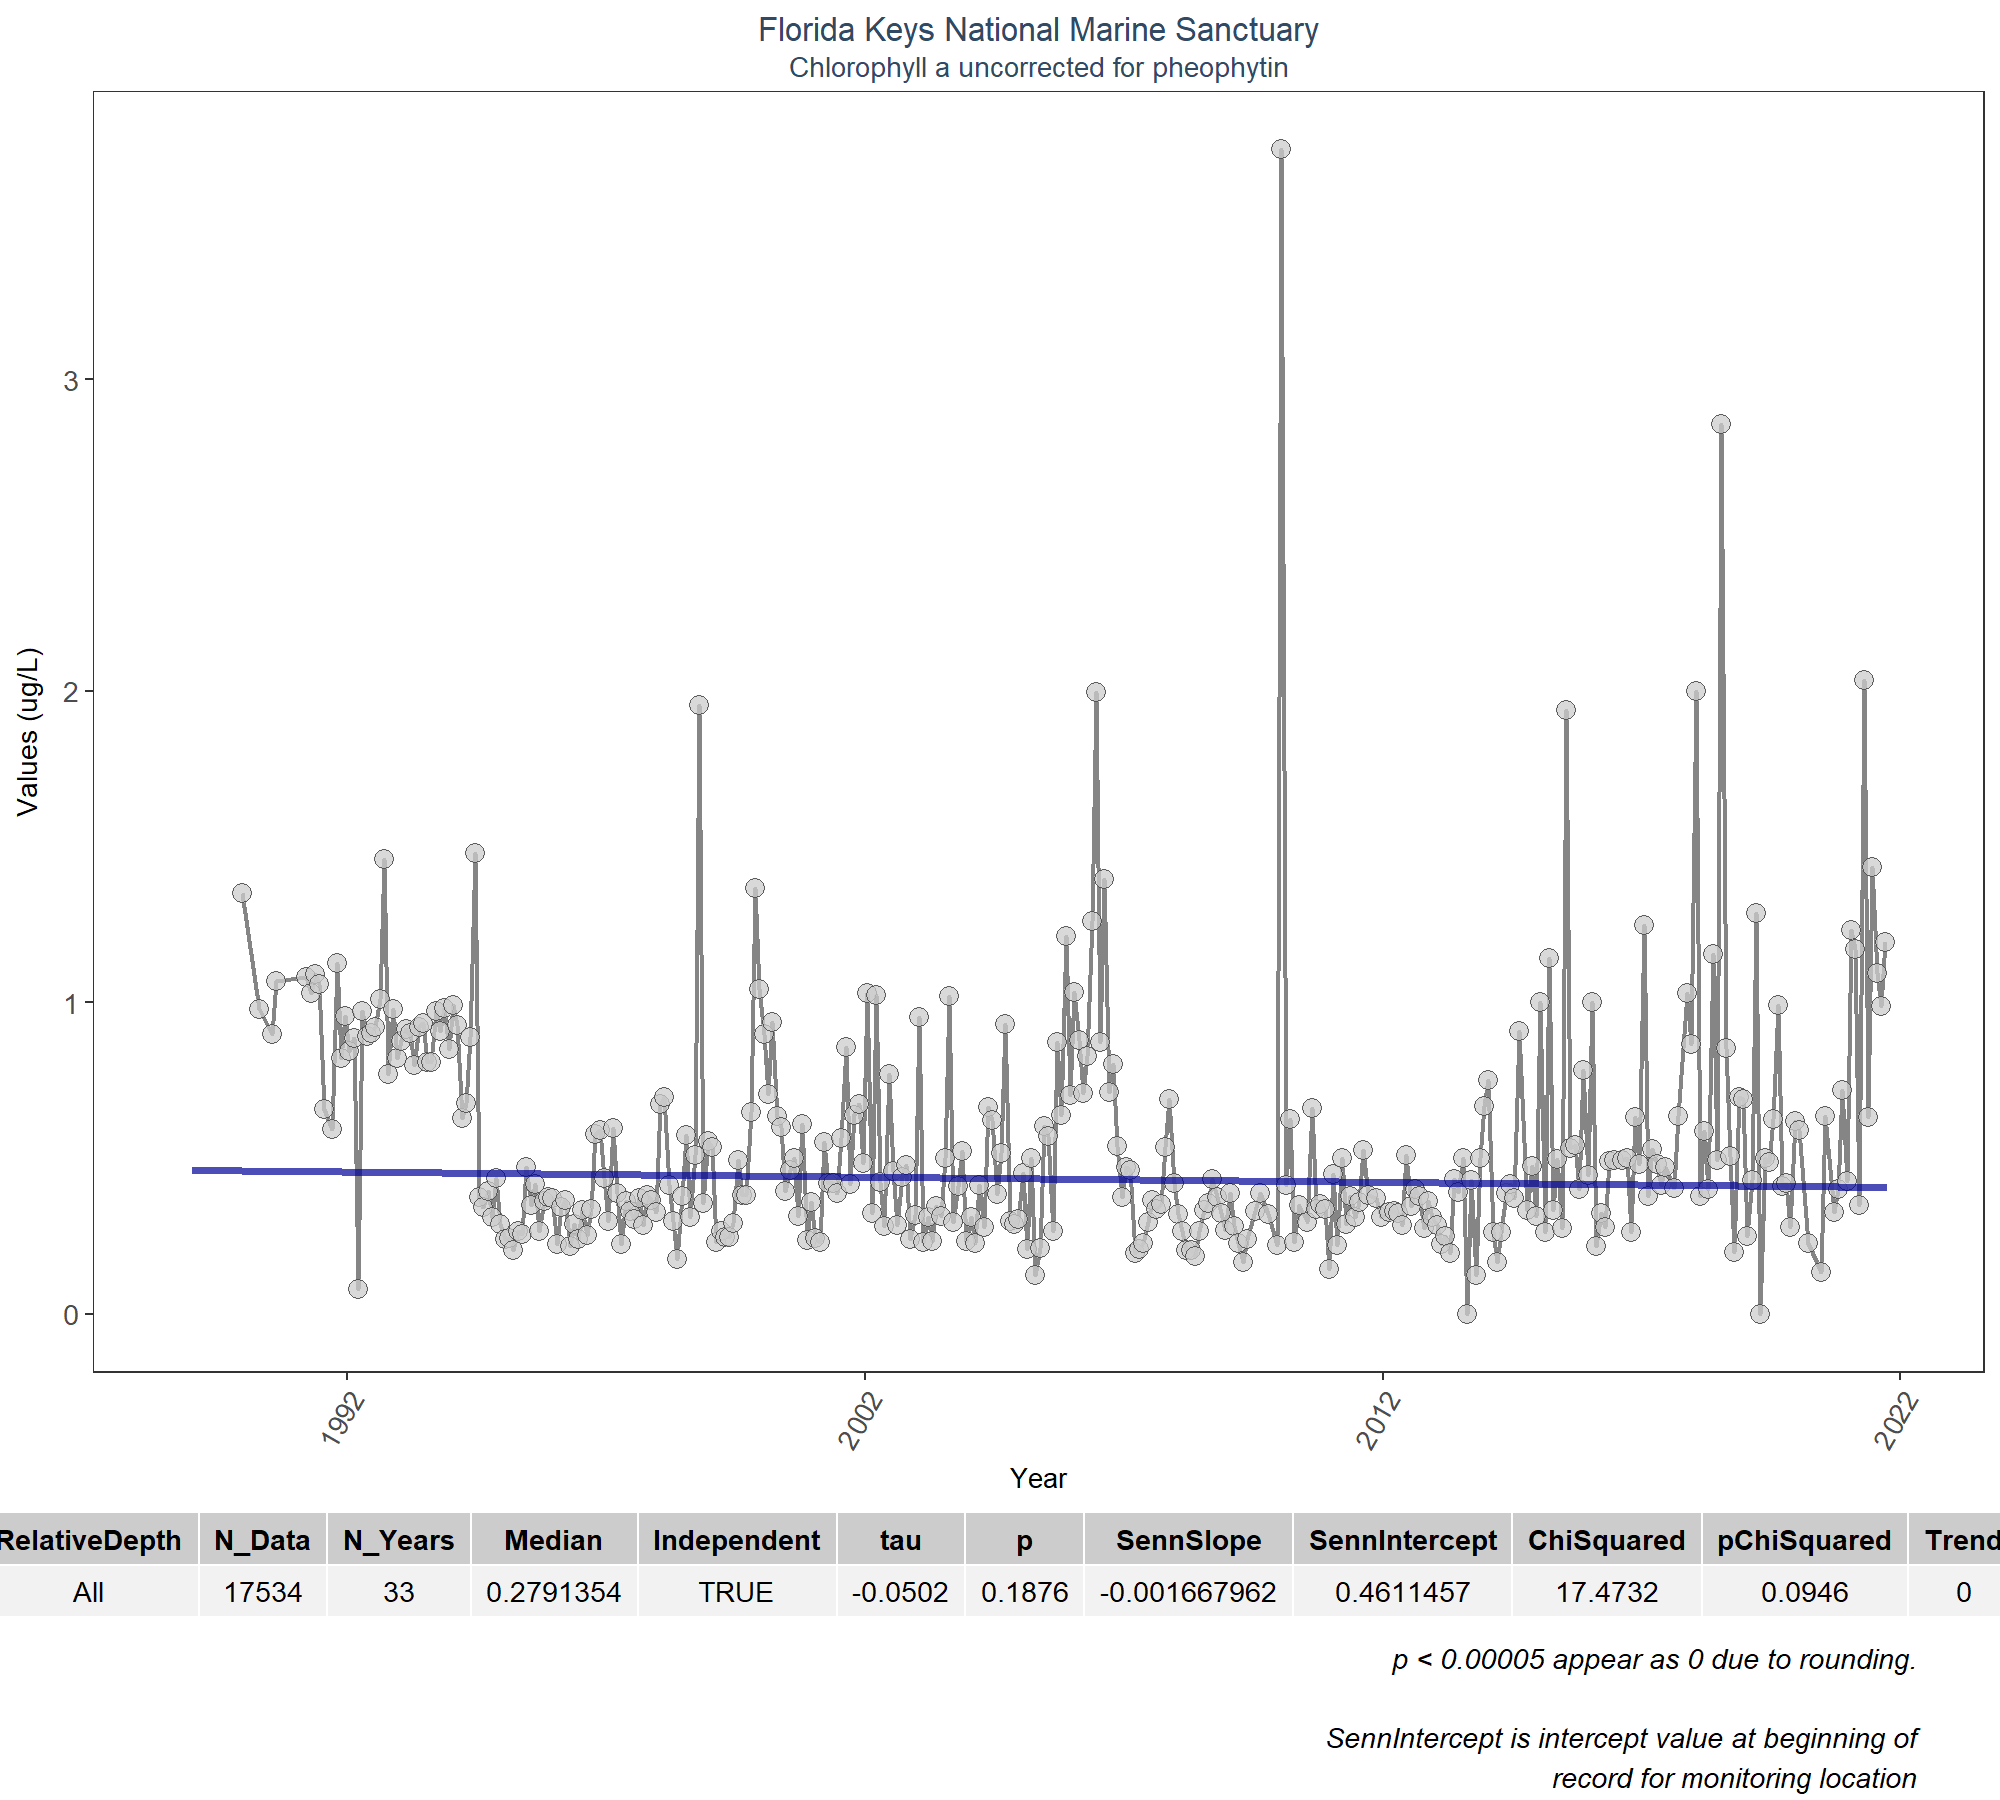 Florida Keys National Marine Sanctuary
Chlorophyll a uncorrected for pheophytin
Values (ug/L)
3
2
1
0
1992 2002 2012 2022
Year
RelativeDepth N_Data N_Years Median Independent tau p SennSlope SennIntercept ChiSquared pChiSquared Trend
All 17534 33 0.2791354 TRUE -0.0502 0.1876 -0.001667962 0.4611457 17.4732 0.0946 0
p < 0.00005 appear as 0 due to rounding.
SennIntercept is intercept value at beginning of
record for monitoring location